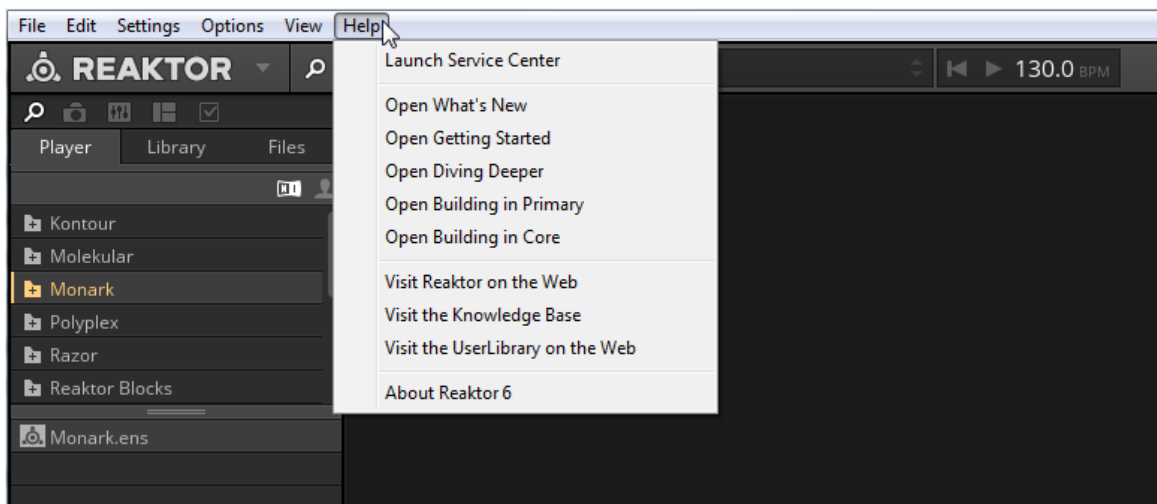 File Edit Settings Options View Help
REAKTOR
130.0 BPM
Player Library Files
NI
Kontour
Molekular
Monark
Polyplex
Razor
Reaktor Blocks
Monark.ens
Launch Service Center
Open What's New
Open Getting Started
Open Diving Deeper
Open Building in Primary
Open Building in Core
Visit Reaktor on the Web
Visit the Knowledge Base
Visit the UserLibrary on the Web
About Reaktor 6